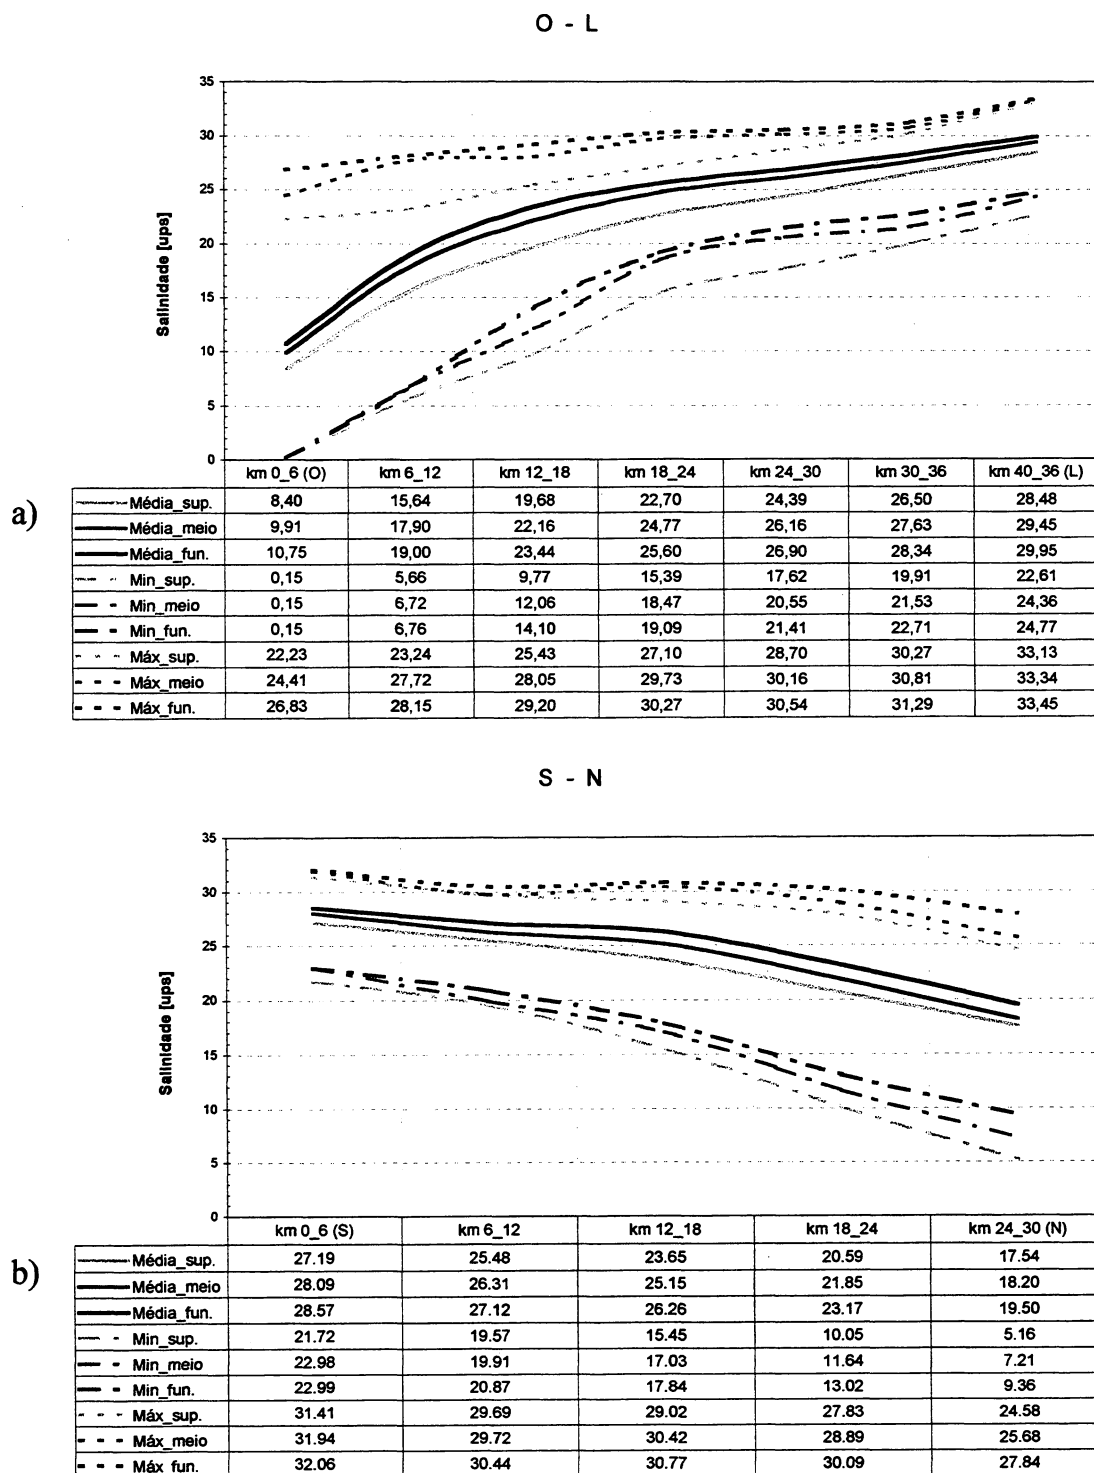 O - L
35
30
25
20
15
10
5
0
Salinidade [ups]
km 0_6 (O) km 6_12 km 12_18 km 18_24 km 24_30 km 30_36 km 40_36 (L)
a)
Média_sup. 8,40 15,64 19,68 22,70 24,39 26,50 28,48
Média_meio 9,91 17,90 22,16 24,77 26,16 27,63 29,45
Média_fun. 10,75 19,00 23,44 25,60 26,90 28,34 29,95
Min_sup. 0,15 5,66 9,77 15,39 17,62 19,91 22,61
Min_meio 0,15 6,72 12,06 18,47 20,55 21,53 24,36
Min_fun. 0,15 6,76 14,10 19,09 21,41 22,71 24,77
Máx_sup. 22,23 23,24 25,43 27,10 28,70 30,27 33,13
Máx_meio 24,41 27,72 28,05 29,73 30,16 30,81 33,34
Máx_fun. 26,83 28,15 29,20 30,27 30,54 31,29 33,45
S - N
35
30
25
20
15
10
5
0
Salinidade [ups]
km 0_6 (S) km 6_12 km 12_18 km 18_24 km 24_30 (N)
b)
Média_sup. 27.19 25.48 23.65 20.59 17.54
Média_meio 28.09 26.31 25.15 21.85 18.20
Média_fun. 28.57 27.12 26.26 23.17 19.50
Min_sup. 21.72 19.57 15.45 10.05 5.16
Min_meio 22.98 19.91 17.03 11.64 7.21
Min_fun. 22.99 20.87 17.84 13.02 9.36
Máx_sup. 31.41 29.69 29.02 27.83 24.58
Máx_meio 31.94 29.72 30.42 28.89 25.68
Máx_fun. 32.06 30.44 30.77 30.09 27.84